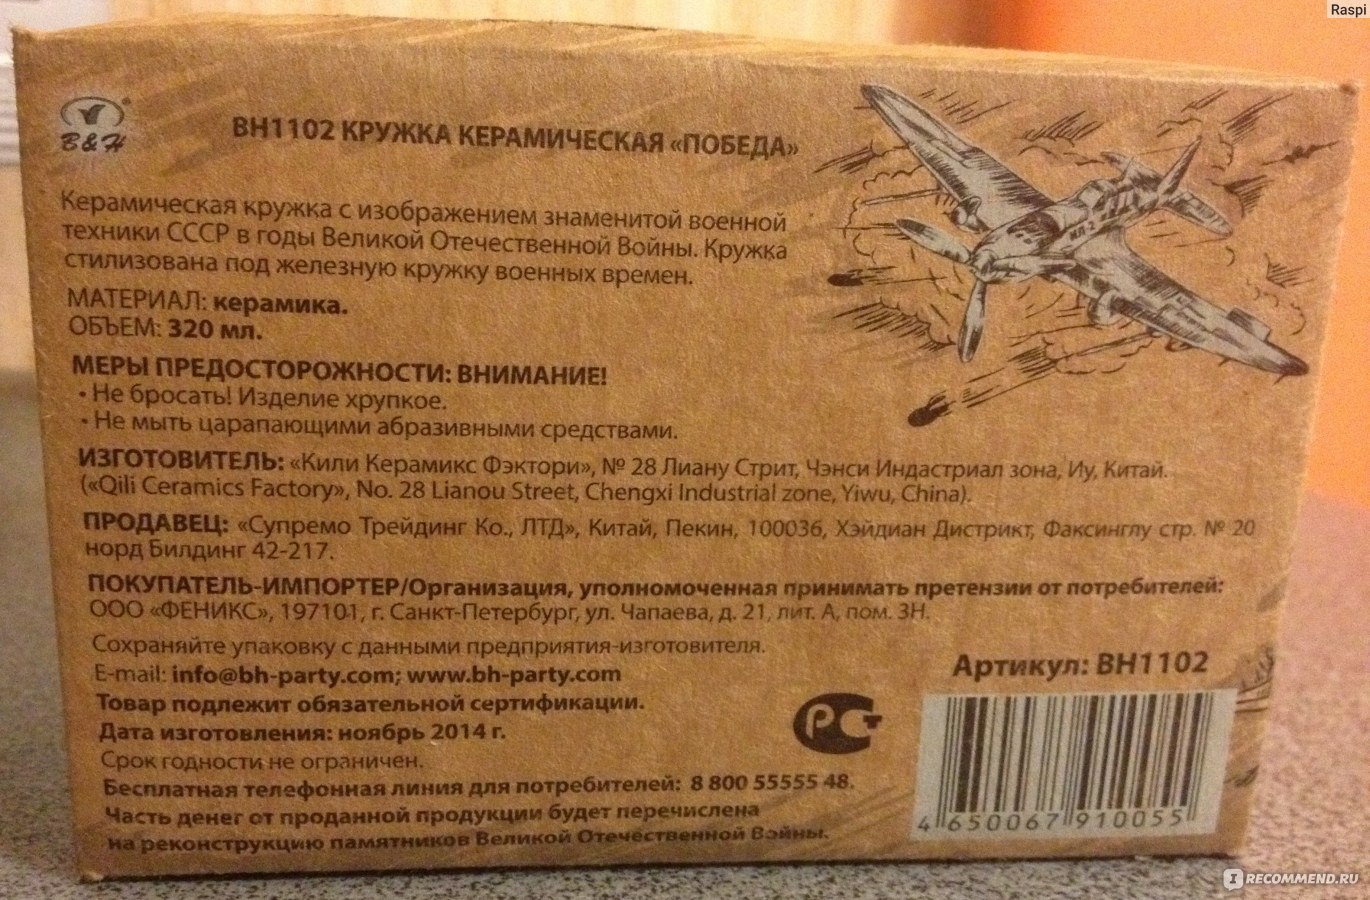 Raspi
B&H
BH1102 КРУЖКА КЕРАМИЧЕСКАЯ «ПОБЕДА»
Керамическая кружка с изображением знаменитой военной
техники СССР в годы Великой Отечественной Войны. Кружка
стилизована под железную кружку военных времен.
МАТЕРИАЛ: керамика.
ОБЪЕМ: 320 мл.
ИЛ-2
МЕРЫ ПРЕДОСТОРОЖНОСТИ: ВНИМАНИЕ!
• Не бросать! Изделие хрупкое.
• Не мыть царапающими абразивными средствами.
ИЗГОТОВИТЕЛЬ: «Кили Керамикс Фэктори», № 28 Лиану Стрит, Чэнси Индастриал зона, Иу, Китай.
(«Qili Ceramics Factory», No. 28 Lianou Street, Chengxi Industrial zone, Yiwu, China).
ПРОДАВЕЦ: «Супремо Трейдинг Ко., ЛТД», Китай, Пекин, 100036, Хэйдиан Дистрикт, Факсинглу стр. № 20
норд Билдинг 42-217.
ПОКУПАТЕЛЬ-ИМПОРТЕР/Организация, уполномоченная принимать претензии от потребителей:
ООО «ФЕНИКС», 197101, г. Санкт-Петербург, ул. Чапаева, д. 21, лит. А, пом. 3Н.
Сохраняйте упаковку с данными предприятия-изготовителя.
E-mail: info@bh-party.com; www.bh-party.com
Товар подлежит обязательной сертификации.
Дата изготовления: ноябрь 2014 г.
Срок годности не ограничен.
Бесплатная телефонная линия для потребителей: 8 800 55555 48.
Часть денег от проданной продукции будет перечислена
на реконструкцию памятников Великой Отечественной Войны.
РСТ
Артикул: BH1102
4 650067 910055
IRECOMMEND.RU